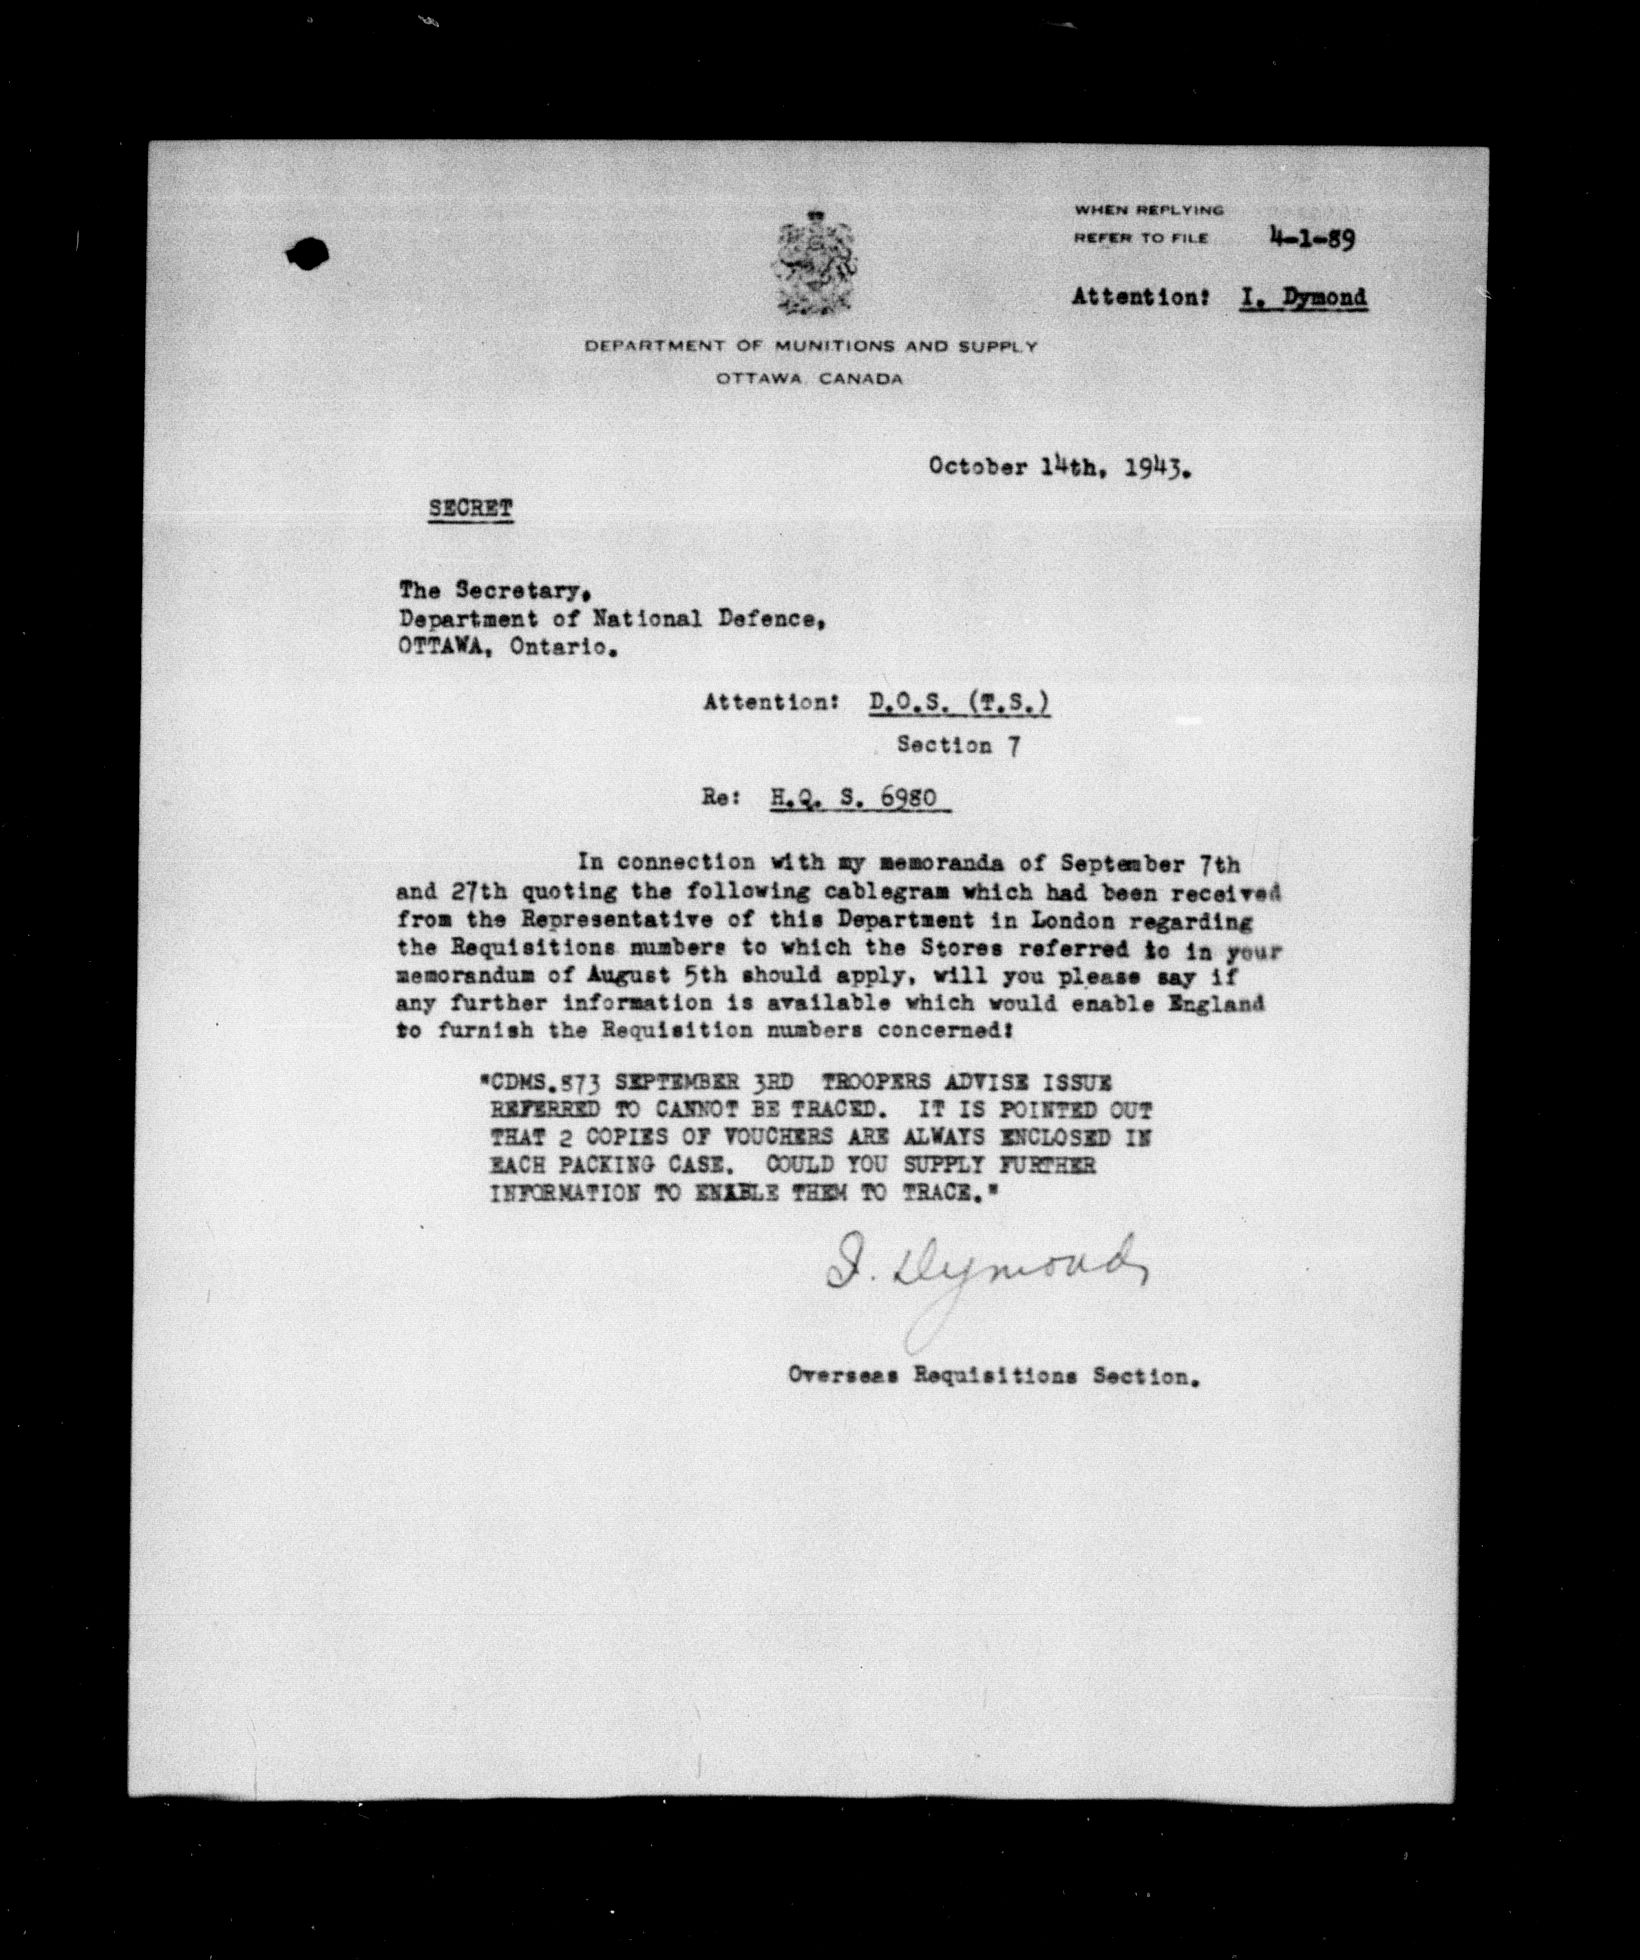 WHEN REPLYING
REFER TO FILE 4-1-89
Attention: I. Dymond
DEPARTMENT OF MUNITIONS AND SUPPLY
OTTAWA, CANADA
October 14th, 1943.
SECRET
The Secretary,
Department of National Defence,
OTTAWA, Ontario.
Attention: D.O.S. (T.S.)
Section 7
Re: H.Q. S. 6980
In connection with my memoranda of September 7th
and 27th quoting the following cablegram which had been received
from the Representative of this Department in London regarding
the Requisitions numbers to which the Stores referred to in your
memorandum of August 5th should apply, will you please say if
any further information is available which would enable England
to furnish the Requisition numbers concerned:
"CDMS.873 SEPTEMBER 3RD TROOPERS ADVISE ISSUE
REFERRED TO CANNOT BE TRACED. IT IS POINTED OUT
THAT 2 COPIES OF VOUCHERS ARE ALWAYS ENCLOSED IN
EACH PACKING CASE. COULD YOU SUPPLY FURTHER
INFORMATION TO ENABLE THEM TO TRACE."
I. Dymond
Overseas Requisitions Section.